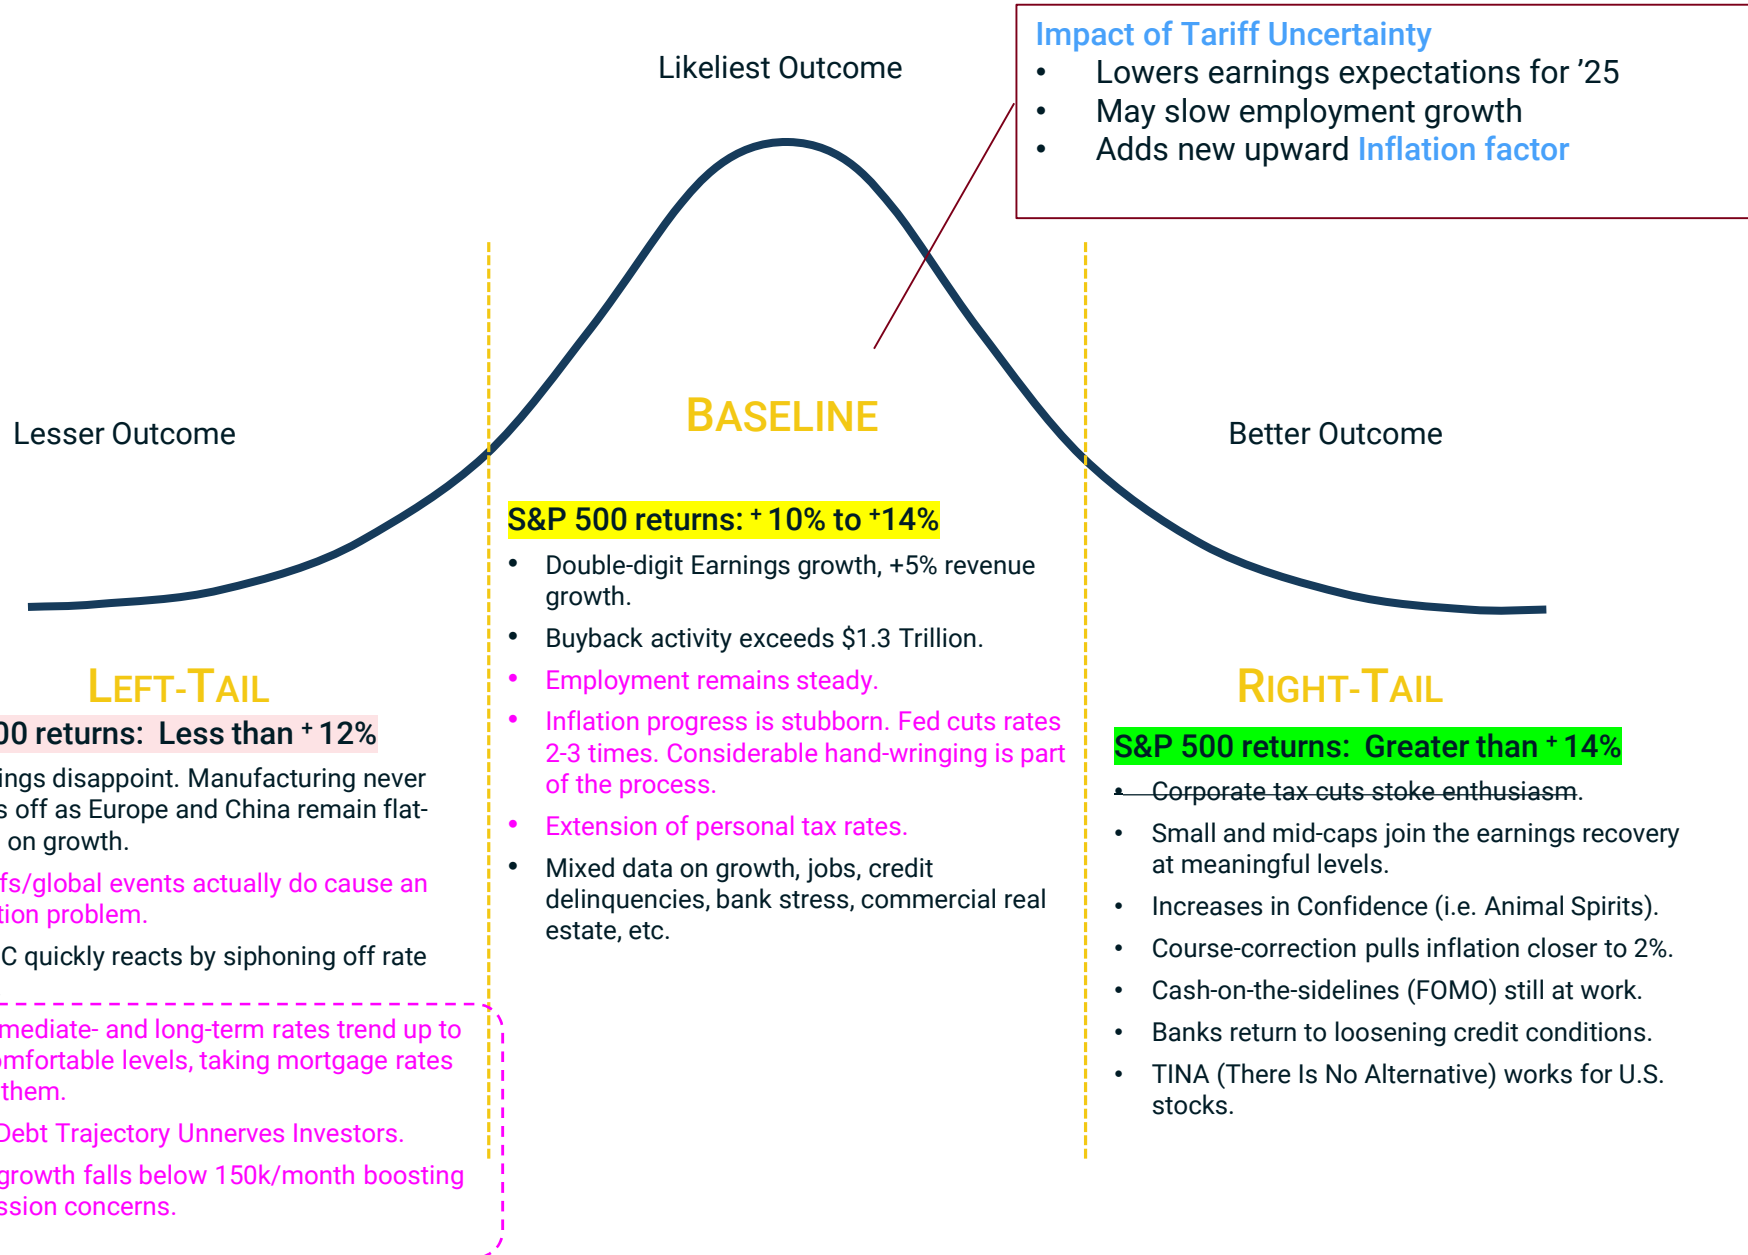 Impact of Tariff Uncertainty
• Lowers earnings expectations for ’25
• May slow employment growth
• Adds new upward Inflation factor
Likeliest Outcome
Lesser Outcome
BASELINE
Better Outcome
S&P 500 returns: + 10% to +14%
• Double-digit Earnings growth, +5% revenue
growth.
• Buyback activity exceeds $1.3 Trillion.
• Employment remains steady.
• Inflation progress is stubborn. Fed cuts rates
2-3 times. Considerable hand-wringing is part
of the process.
• Extension of personal tax rates.
• Mixed data on growth, jobs, credit
delinquencies, bank stress, commercial real
estate, etc.
LEFT-TAIL
00 returns: Less than + 12%
ings disappoint. Manufacturing never
s off as Europe and China remain flat-
on growth.
fs/global events actually do cause an
tion problem.
C quickly reacts by siphoning off rate
mediate- and long-term rates trend up to
omfortable levels, taking mortgage rates
them.
Debt Trajectory Unnerves Investors.
growth falls below 150k/month boosting
ssion concerns.
RIGHT-TAIL
S&P 500 returns: Greater than + 14%
• Corporate tax cuts stoke enthusiasm.
• Small and mid-caps join the earnings recovery
at meaningful levels.
• Increases in Confidence (i.e. Animal Spirits).
• Course-correction pulls inflation closer to 2%.
• Cash-on-the-sidelines (FOMO) still at work.
• Banks return to loosening credit conditions.
• TINA (There Is No Alternative) works for U.S.
stocks.